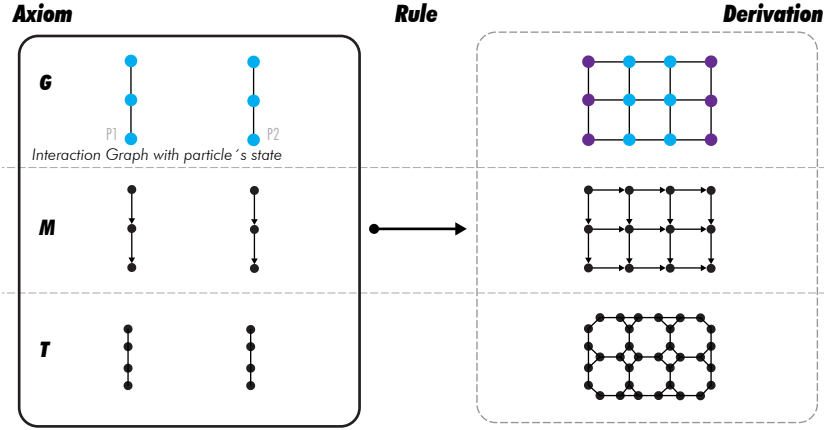 Axiom Rule Derivation
G
P1 P2
Interaction Graph with particle´s state
M
T